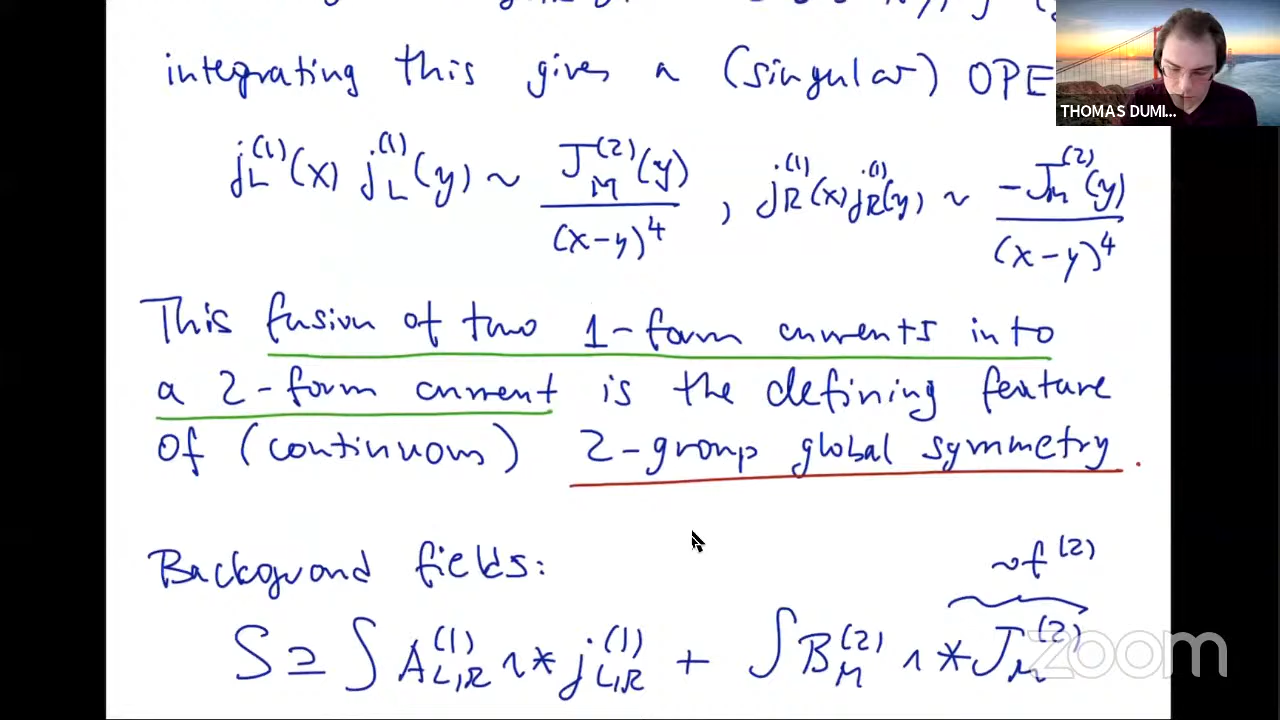 integrating this gives a (singular) OPE
THOMAS DUMI...
j_L^{(1)}(x) j_L^{(1)}(y) ~ J_M^{(2)}(y) / (x-y)^4 , j_R^{(1)}(x) j_R^{(1)}(y) ~ -J_M^{(2)}(y) / (x-y)^4
This fusion of two 1-form currents into
a 2-form current is the defining feature
of (continuous) 2-group global symmetry.
Background fields:
~f^{(2)}
S ⊇ ∫ A_{L,R}^{(1)} ∧ * j_{L,R}^{(1)} + ∫ B_M^{(2)} ∧ * J_M^{(2)}
zoom